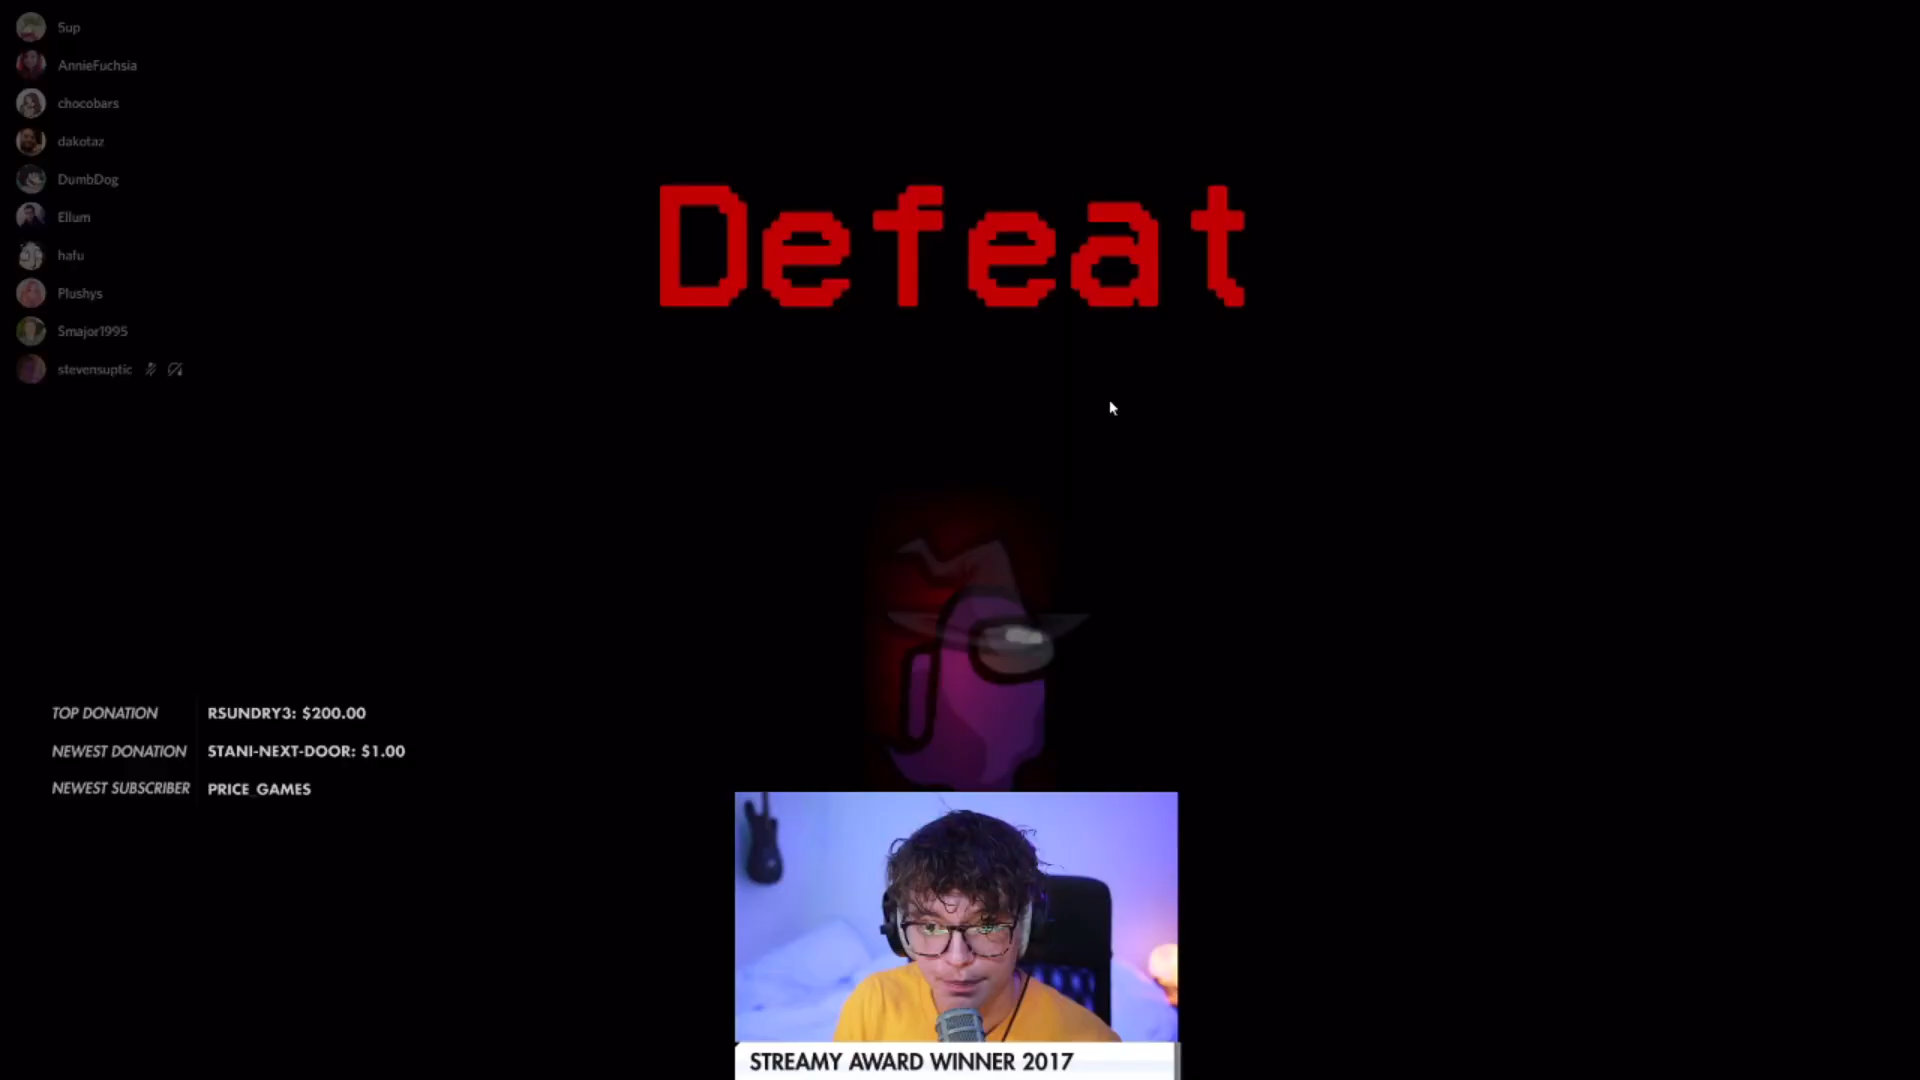 5up
AnnieFuchsia
chocobars
dakotaz
DumbDog
Ellum
hafu
Plushys
Smajor1995
stevensuptic
Defeat
TOP DONATION RSUNDRY3: $200.00
NEWEST DONATION STANI-NEXT-DOOR: $1.00
NEWEST SUBSCRIBER PRICE_GAMES
STREAMY AWARD WINNER 2017